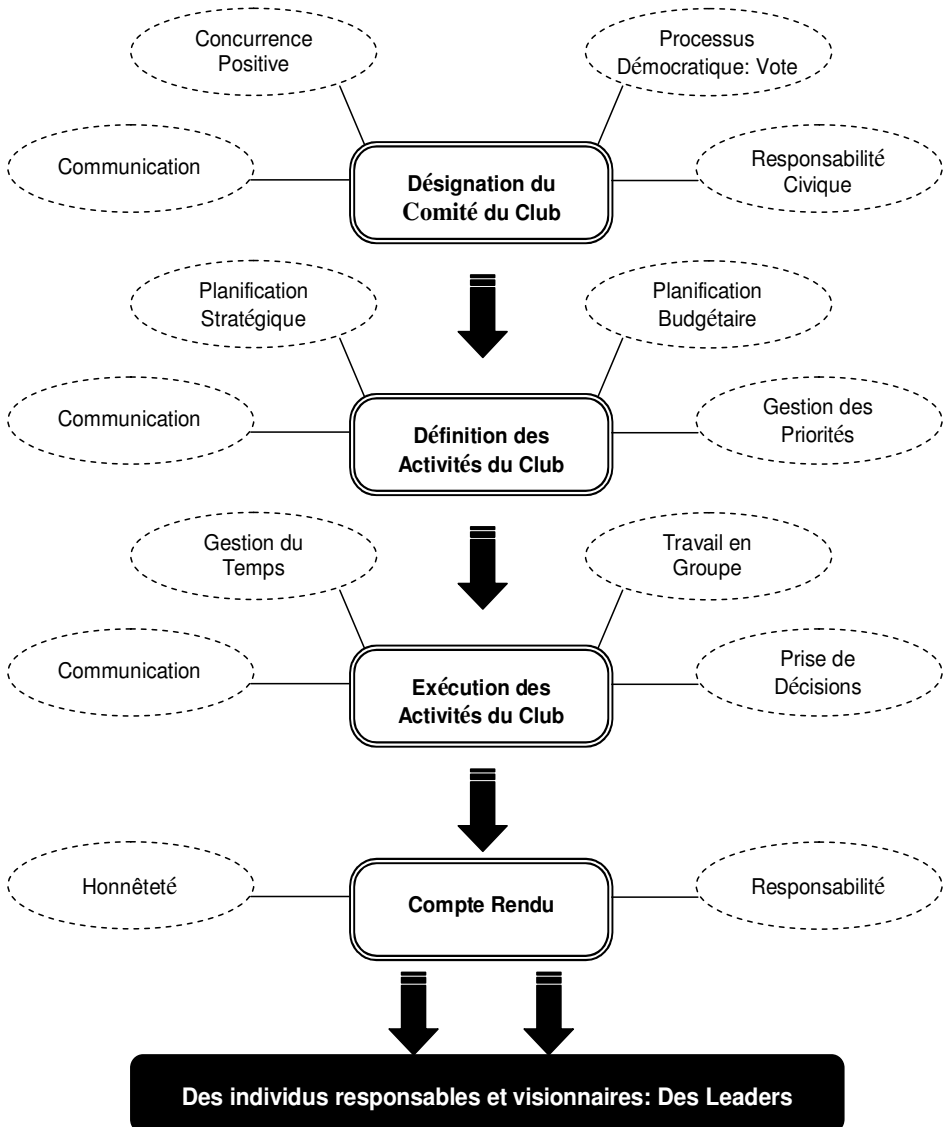 Concurrence
Positive
Processus
Démocratique: Vote
Communication
Désignation du
Comité du Club
Responsabilité
Civique
Planification
Stratégique
Planification
Budgétaire
Communication
Définition des
Activités du Club
Gestion des
Priorités
Gestion du
Temps
Travail en
Groupe
Communication
Exécution des
Activités du Club
Prise de
Décisions
Honnêteté
Compte Rendu
Responsabilité
Des individus responsables et visionnaires: Des Leaders